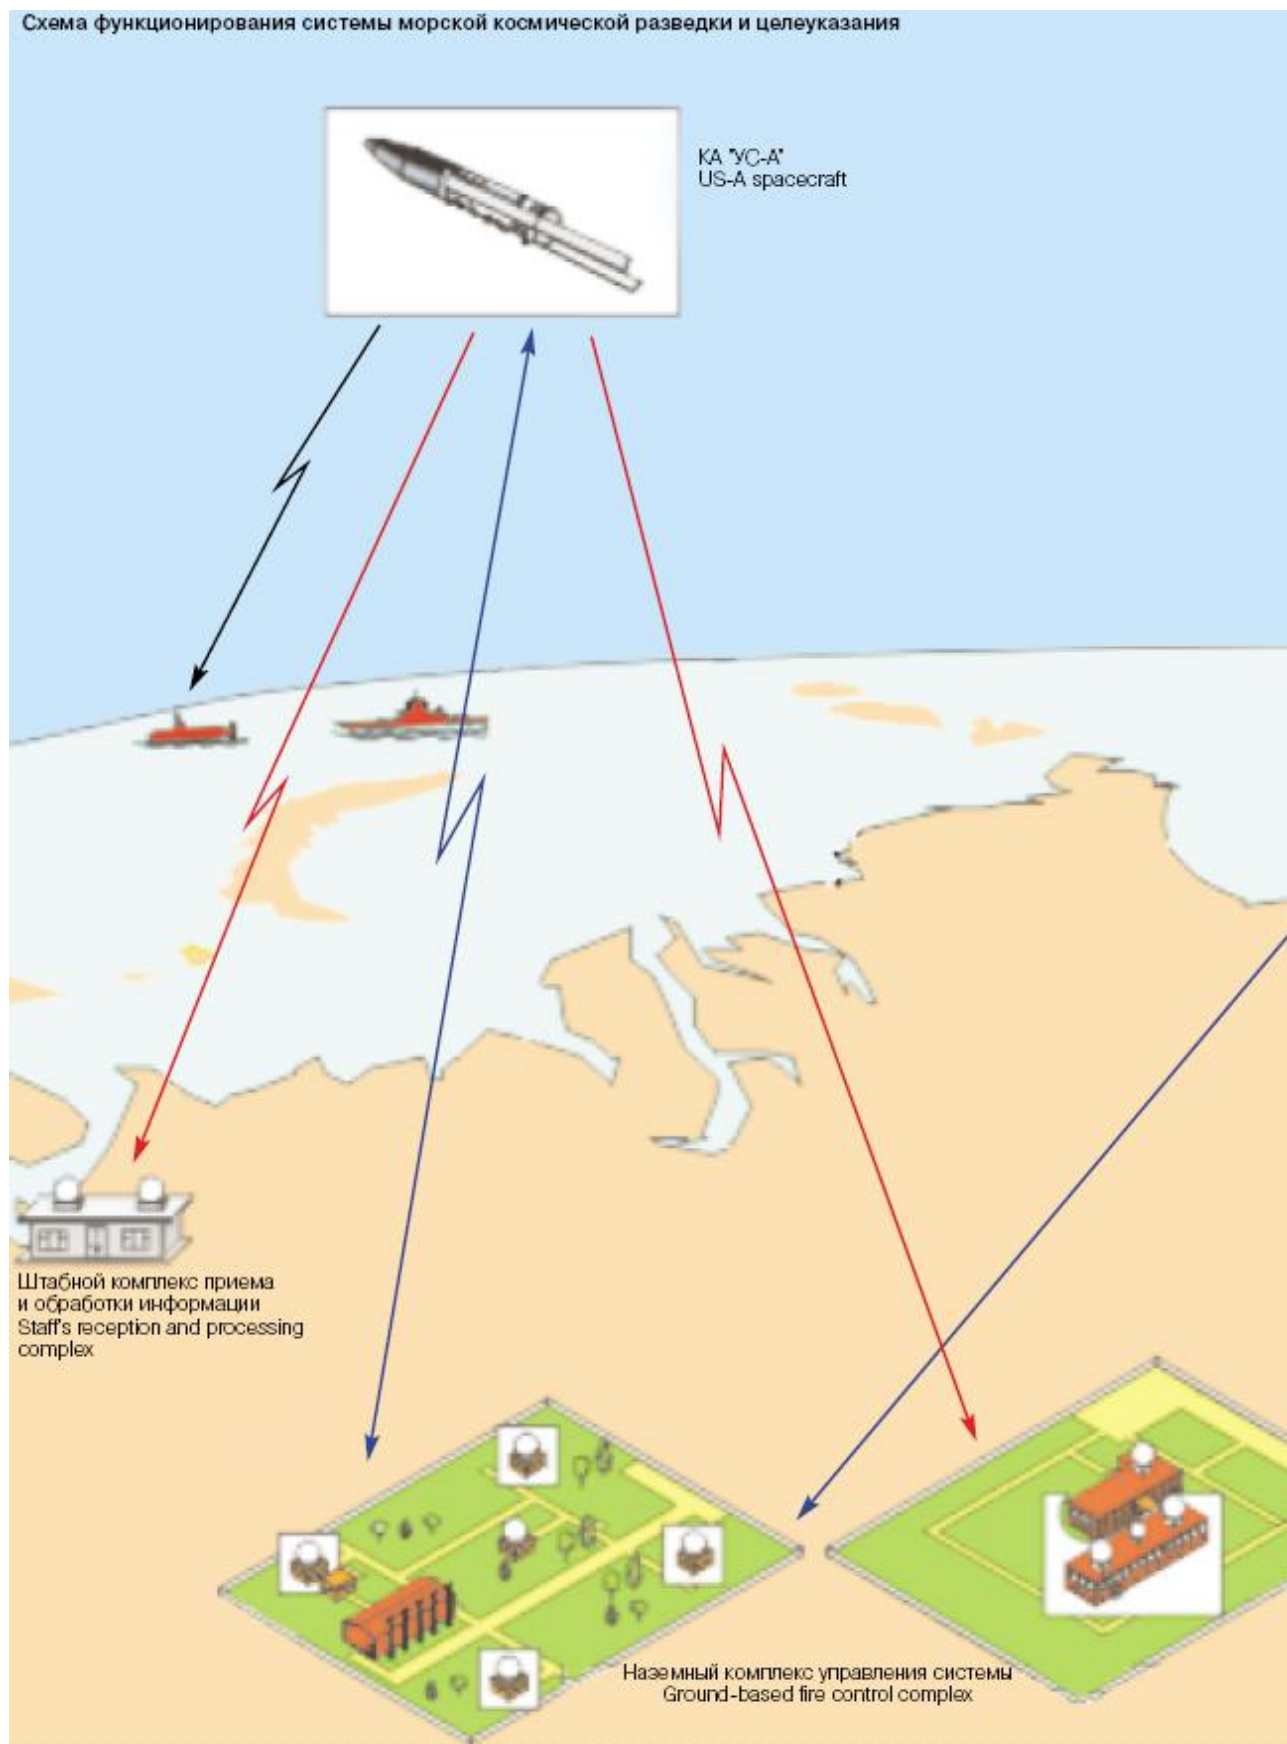 Схема функционирования системы морской космической разведки и целеуказания
КА "УС-А"
US-A spacecraft
Штабной комплекс приема
и обработки информации
Staff's reception and processing
complex
Наземный комплекс управления системы
Ground-based fire control complex